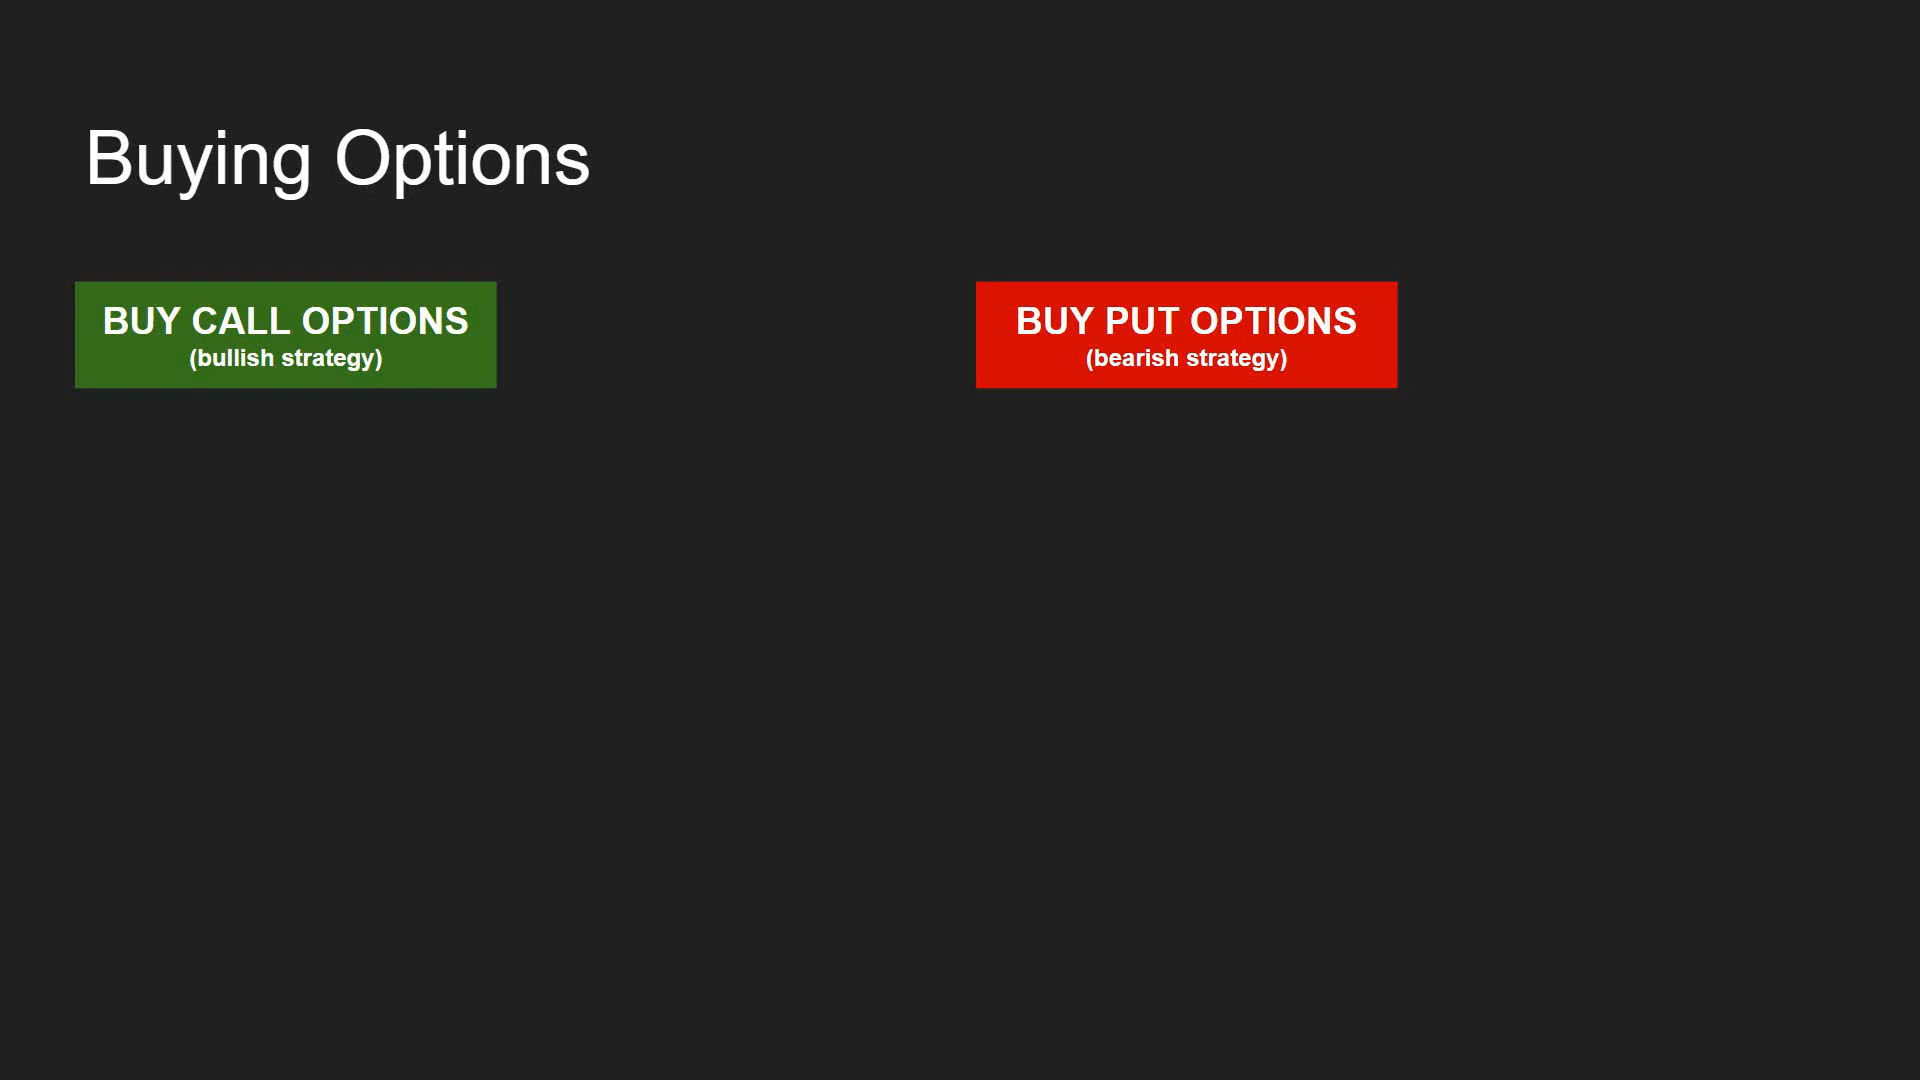 Buying Options
BUY CALL OPTIONS
(bullish strategy)
BUY PUT OPTIONS
(bearish strategy)